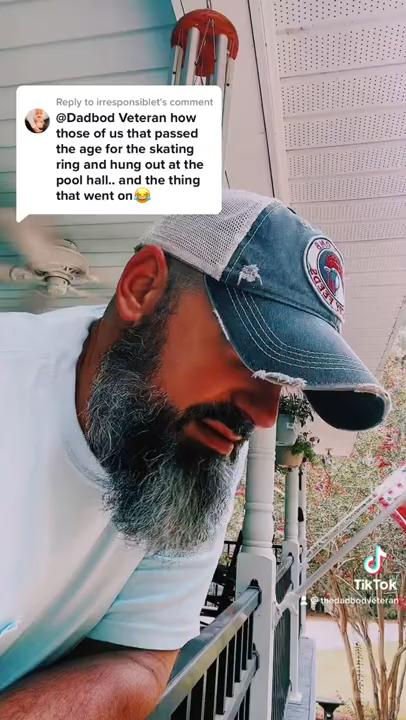 Reply to irresponsiblet's comment
@Dadbod Veteran how
those of us that passed
the age for the skating
ring and hung out at the
pool hall.. and the thing
that went on😂
TikTok
@thedadbodveteran